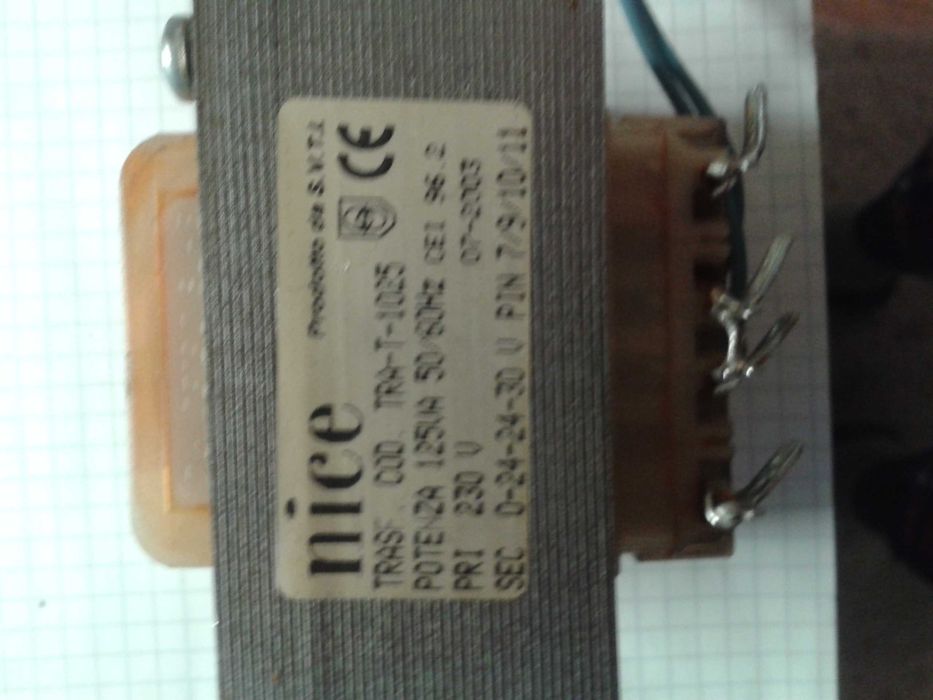 Prodotto da S.V.T.I.
nice CE
TRASF. COD. TRA-T-1025
POTENZA 125VA 50/60Hz CEI 96.2
PRI 230 V 07-2003
SEC 0-24-24-30 V PIN 7/9/10/11